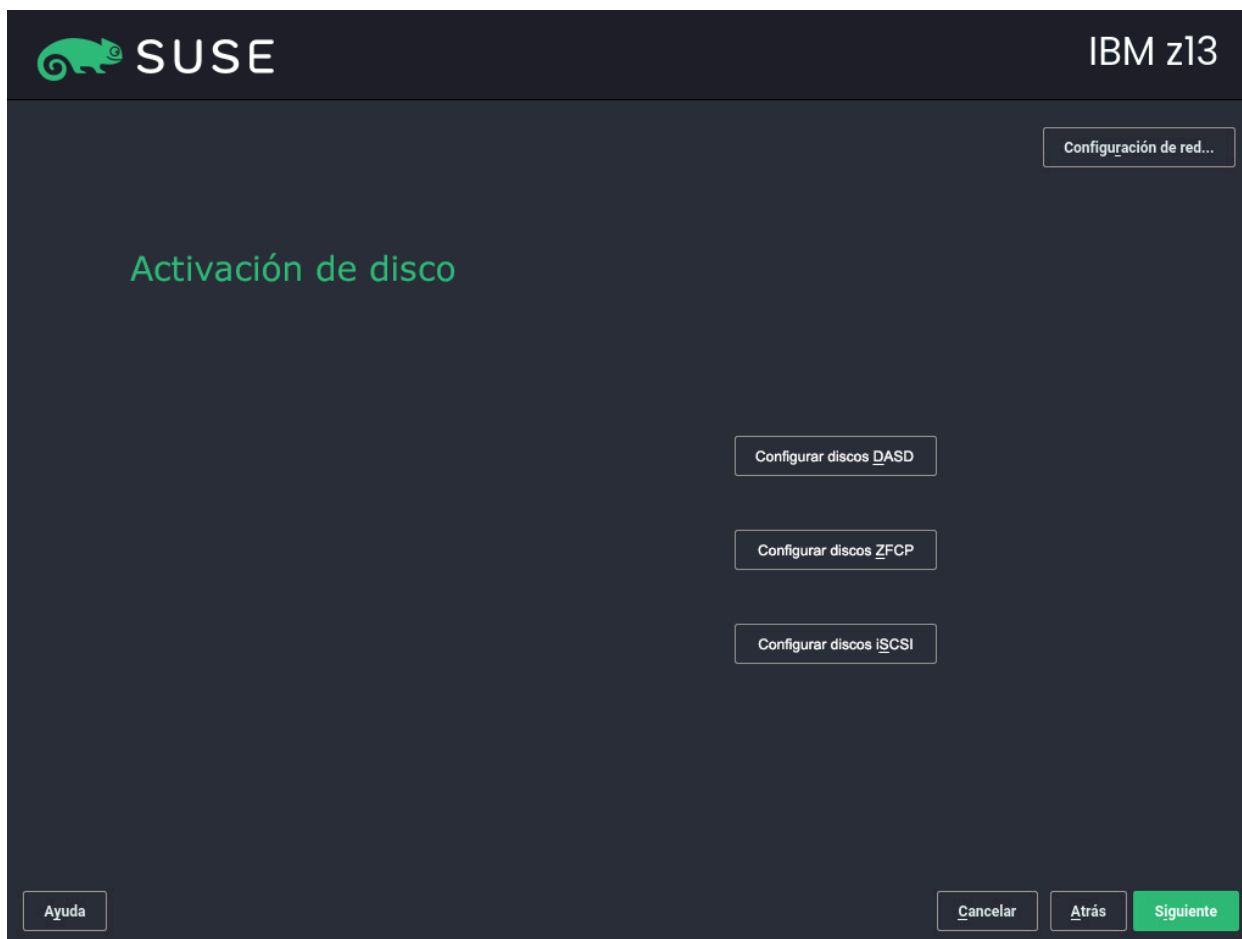 SUSE
IBM z13
Configuración de red...
Activación de disco
Configurar discos DASD
Configurar discos ZFCP
Configurar discos iSCSI
Ayuda
Cancelar
Atrás
Siguiente